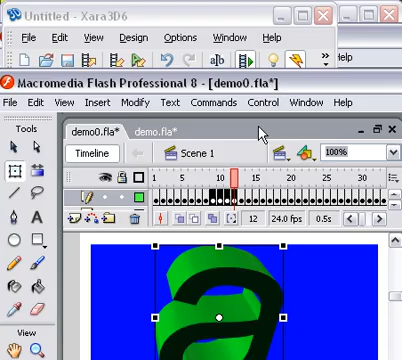 Untitled - Xara3D6
File Edit View Design Options Window Help
Help
Macromedia Flash Professional 8 - [demo0.fla*]
File Edit View Insert Modify Text Commands Control Window Help
Tools demo0.fla* demo.fla*
Timeline Scene 1 100%
1 5 10 15 20 25 30
12 24.0 fps 0.5s
a
View